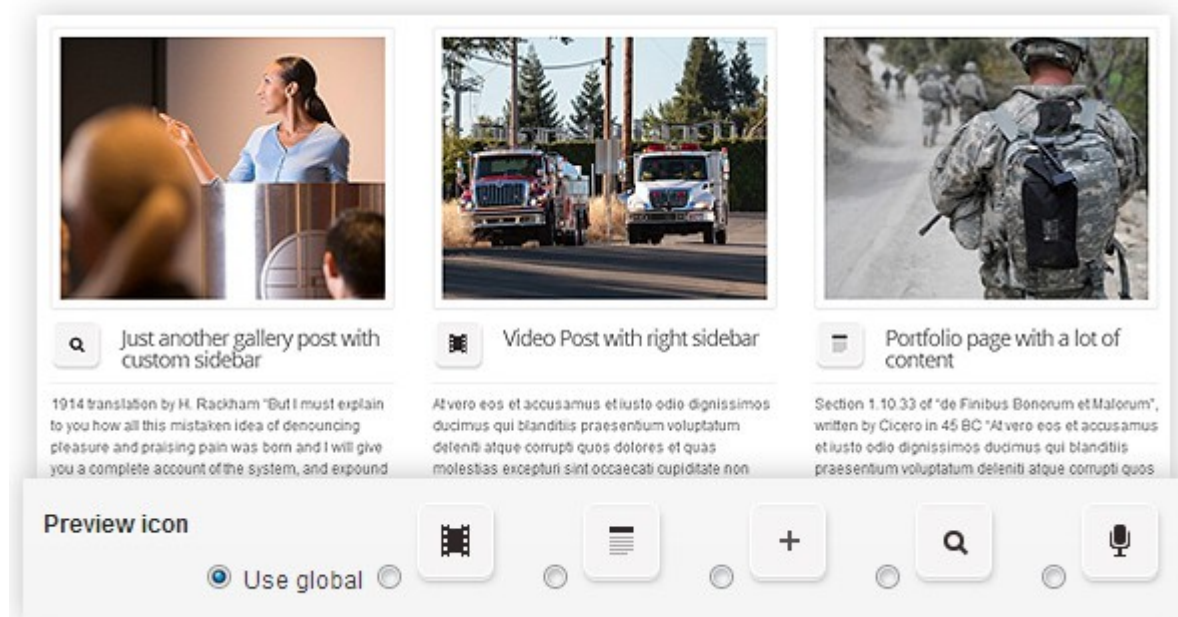 Just another gallery post with
custom sidebar
1914 translation by H. Rackham "But I must explain
to you how all this mistaken idea of denouncing
pleasure and praising pain was born and I will give
you a complete account of the system, and expound
Video Post with right sidebar
At vero eos et accusamus et iusto odio dignissimos
ducimus qui blanditiis praesentium voluptatum
deleniti atque corrupti quos dolores et quas
molestias excepturi sint occaecati cupiditate non
Portfolio page with a lot of
content
Section 1.10.33 of "de Finibus Bonorum et Malorum",
written by Cicero in 45 BC "At vero eos et accusamus
et iusto odio dignissimos ducimus qui blanditiis
praesentium voluptatum deleniti atque corrupti quos
Preview icon
Use global